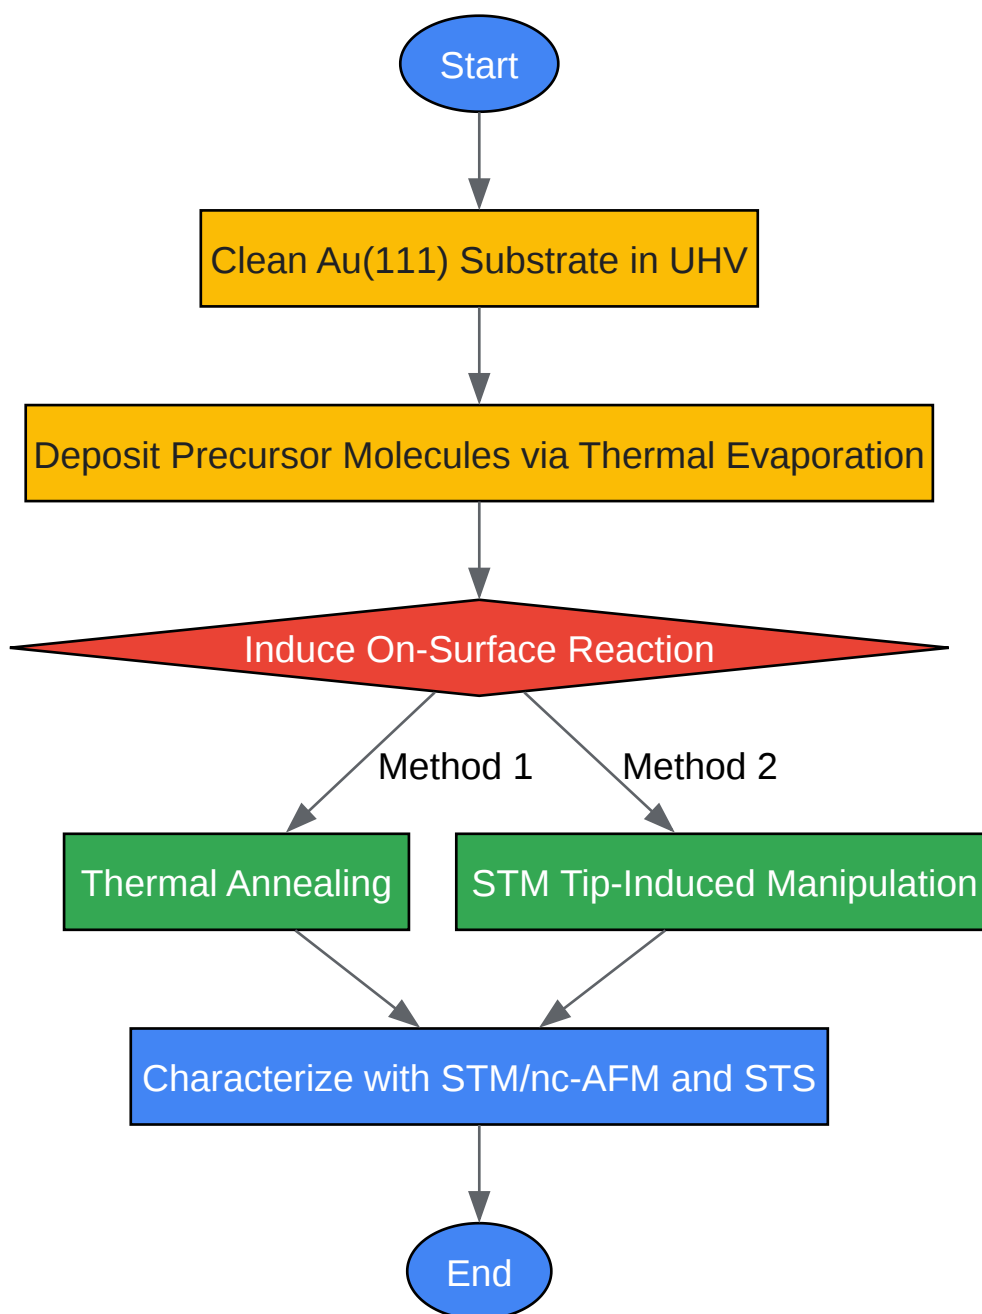 Start
Clean Au(111) Substrate in UHV
Deposit Precursor Molecules via Thermal Evaporation
Induce On-Surface Reaction
Method 1
Method 2
Thermal Annealing
STM Tip-Induced Manipulation
Characterize with STM/nc-AFM and STS
End